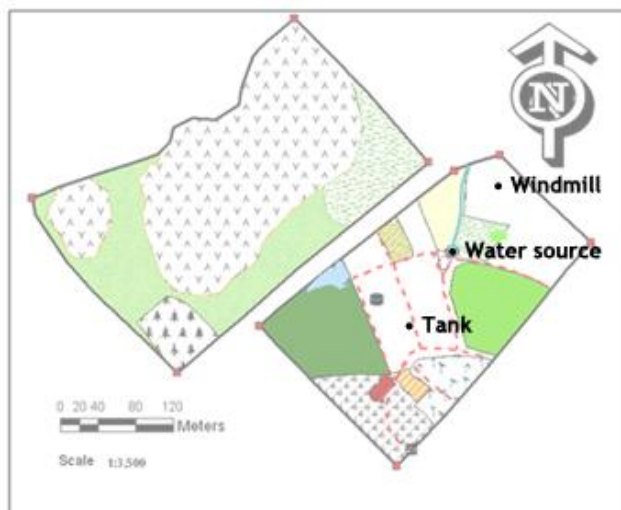 N
Windmill
Water source
Tank
0 20 40 80 120
Meters
Scale 1:3,500